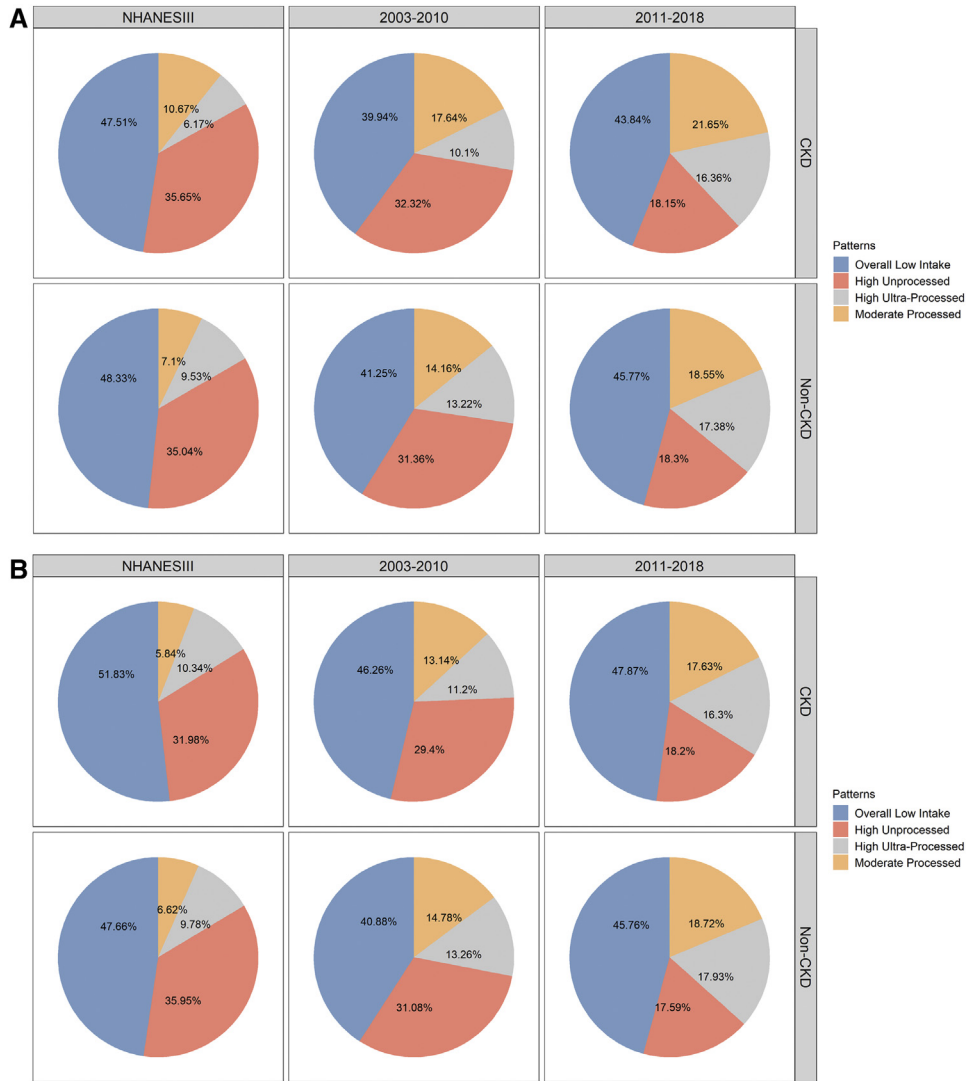 A
NHANESIII 2003-2010 2011-2018
47.51% 10.67% 6.17% 35.65%
39.94% 17.64% 10.1% 32.32%
43.84% 21.65% 16.36% 18.15%
CKD
48.33% 7.1% 9.53% 35.04%
41.25% 14.16% 13.22% 31.36%
45.77% 18.55% 17.38% 18.3%
Non-CKD
Patterns
Overall Low Intake
High Unprocessed
High Ultra-Processed
Moderate Processed
B
NHANESIII 2003-2010 2011-2018
51.83% 5.84% 10.34% 31.98%
46.26% 13.14% 11.2% 29.4%
47.87% 17.63% 16.3% 18.2%
CKD
47.66% 6.62% 9.78% 35.95%
40.88% 14.78% 13.26% 31.08%
45.76% 18.72% 17.93% 17.59%
Non-CKD
Patterns
Overall Low Intake
High Unprocessed
High Ultra-Processed
Moderate Processed